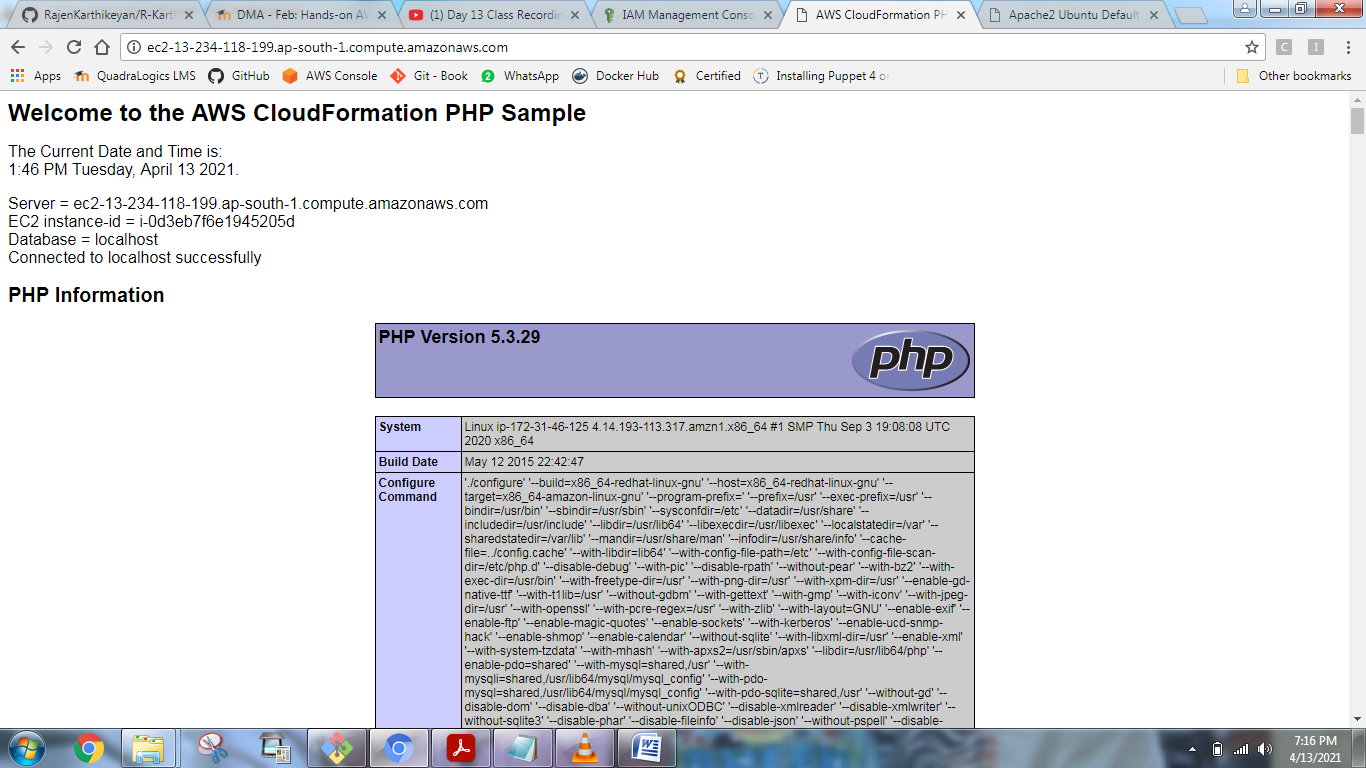 RajenKarthikeyan/R-Kart
DMA - Feb: Hands-on AW
(1) Day 13 Class Recordin
IAM Management Consc
AWS CloudFormation PH
Apache2 Ubuntu Default
ec2-13-234-118-199.ap-south-1.compute.amazonaws.com
Apps QuadraLogics LMS GitHub AWS Console Git - Book 2 WhatsApp Docker Hub Certified Installing Puppet 4 o Other bookmarks
Welcome to the AWS CloudFormation PHP Sample
The Current Date and Time is:
1:46 PM Tuesday, April 13 2021.
Server = ec2-13-234-118-199.ap-south-1.compute.amazonaws.com
EC2 instance-id = i-0d3eb7f6e1945205d
Database = localhost
Connected to localhost successfully
PHP Information
PHP Version 5.3.29
php
System Linux ip-172-31-46-125 4.14.193-113.317.amzn1.x86_64 #1 SMP Thu Sep 3 19:08:08 UTC
2020 x86_64
Build Date May 12 2015 22:42:47
Configure './configure' '--build=x86_64-redhat-linux-gnu' '--host=x86_64-redhat-linux-gnu' '--
Command target=x86_64-amazon-linux-gnu' '--program-prefix=' '--prefix=/usr' '--exec-prefix=/usr' '--
bindir=/usr/bin' '--sbindir=/usr/sbin' '--sysconfdir=/etc' '--datadir=/usr/share' '--
includedir=/usr/include' '--libdir=/usr/lib64' '--libexecdir=/usr/libexec' '--localstatedir=/var' '--
sharedstatedir=/var/lib' '--mandir=/usr/share/man' '--infodir=/usr/share/info' '--cache-
file=../config.cache' '--with-libdir=lib64' '--with-config-file-path=/etc' '--with-config-file-scan-
dir=/etc/php.d' '--disable-debug' '--with-pic' '--disable-rpath' '--without-pear' '--with-bz2' '--with-
exec-dir=/usr/bin' '--with-freetype-dir=/usr' '--with-png-dir=/usr' '--with-xpm-dir=/usr' '--enable-gd-
native-ttf' '--with-t1lib=/usr' '--without-gdbm' '--with-gettext' '--with-gmp' '--with-iconv' '--with-jpeg-
dir=/usr' '--with-openssl' '--with-pcre-regex=/usr' '--with-zlib' '--with-layout=GNU' '--enable-exif' '--
enable-ftp' '--enable-magic-quotes' '--enable-sockets' '--with-kerberos' '--enable-ucd-snmp-
hack' '--enable-shmop' '--enable-calendar' '--without-sqlite' '--with-libxml-dir=/usr' '--enable-xml'
'--with-system-tzdata' '--with-mhash' '--with-apxs2=/usr/sbin/apxs' '--libdir=/usr/lib64/php' '--
enable-pdo=shared' '--with-mysql=shared,/usr' '--with-
mysqli=shared,/usr/lib64/mysql/mysql_config' '--with-pdo-
mysql=shared,/usr/lib64/mysql/mysql_config' '--with-pdo-sqlite=shared,/usr' '--without-gd' '--
disable-dom' '--disable-dba' '--without-unixODBC' '--disable-xmlreader' '--disable-xmlwriter' '--
without-sqlite3' '--disable-phar' '--disable-fileinfo' '--disable-json' '--without-pspell' '--disable-
7:16 PM
4/13/2021